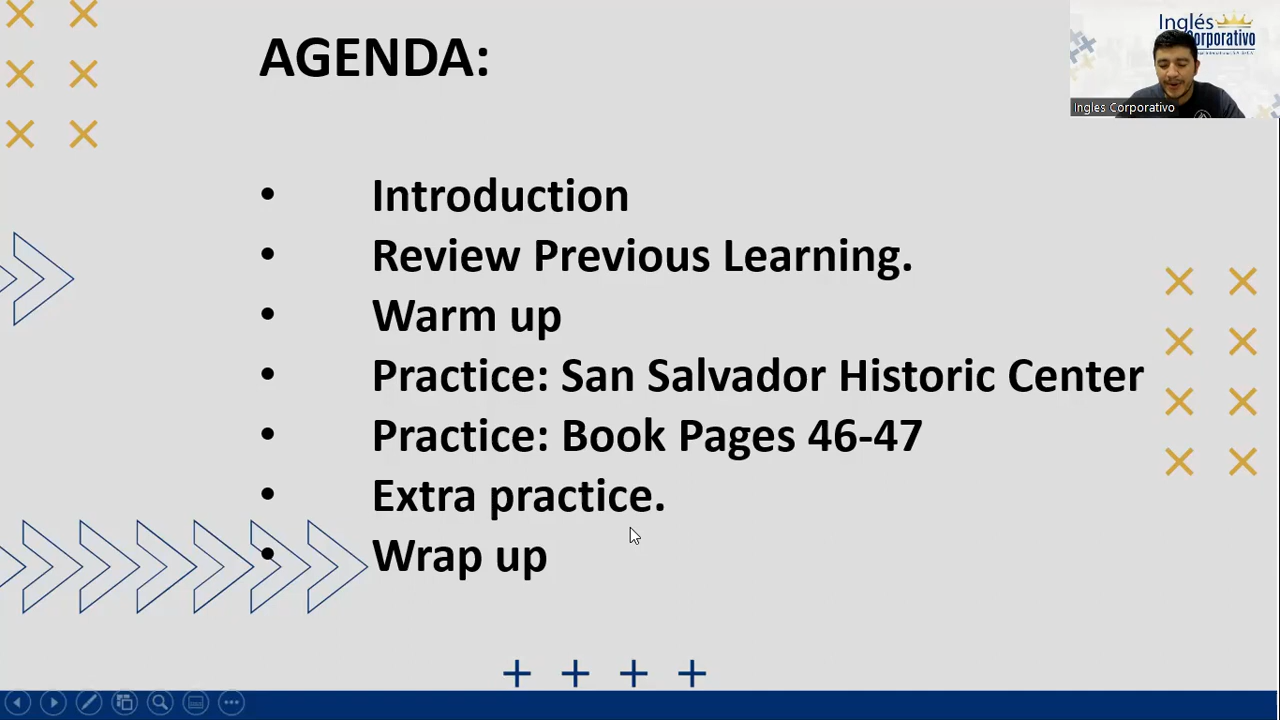 AGENDA:
Inglés
Corporativo
Ingles Corporativo
• Introduction
• Review Previous Learning.
• Warm up
• Practice: San Salvador Historic Center
• Practice: Book Pages 46-47
• Extra practice.
• Wrap up